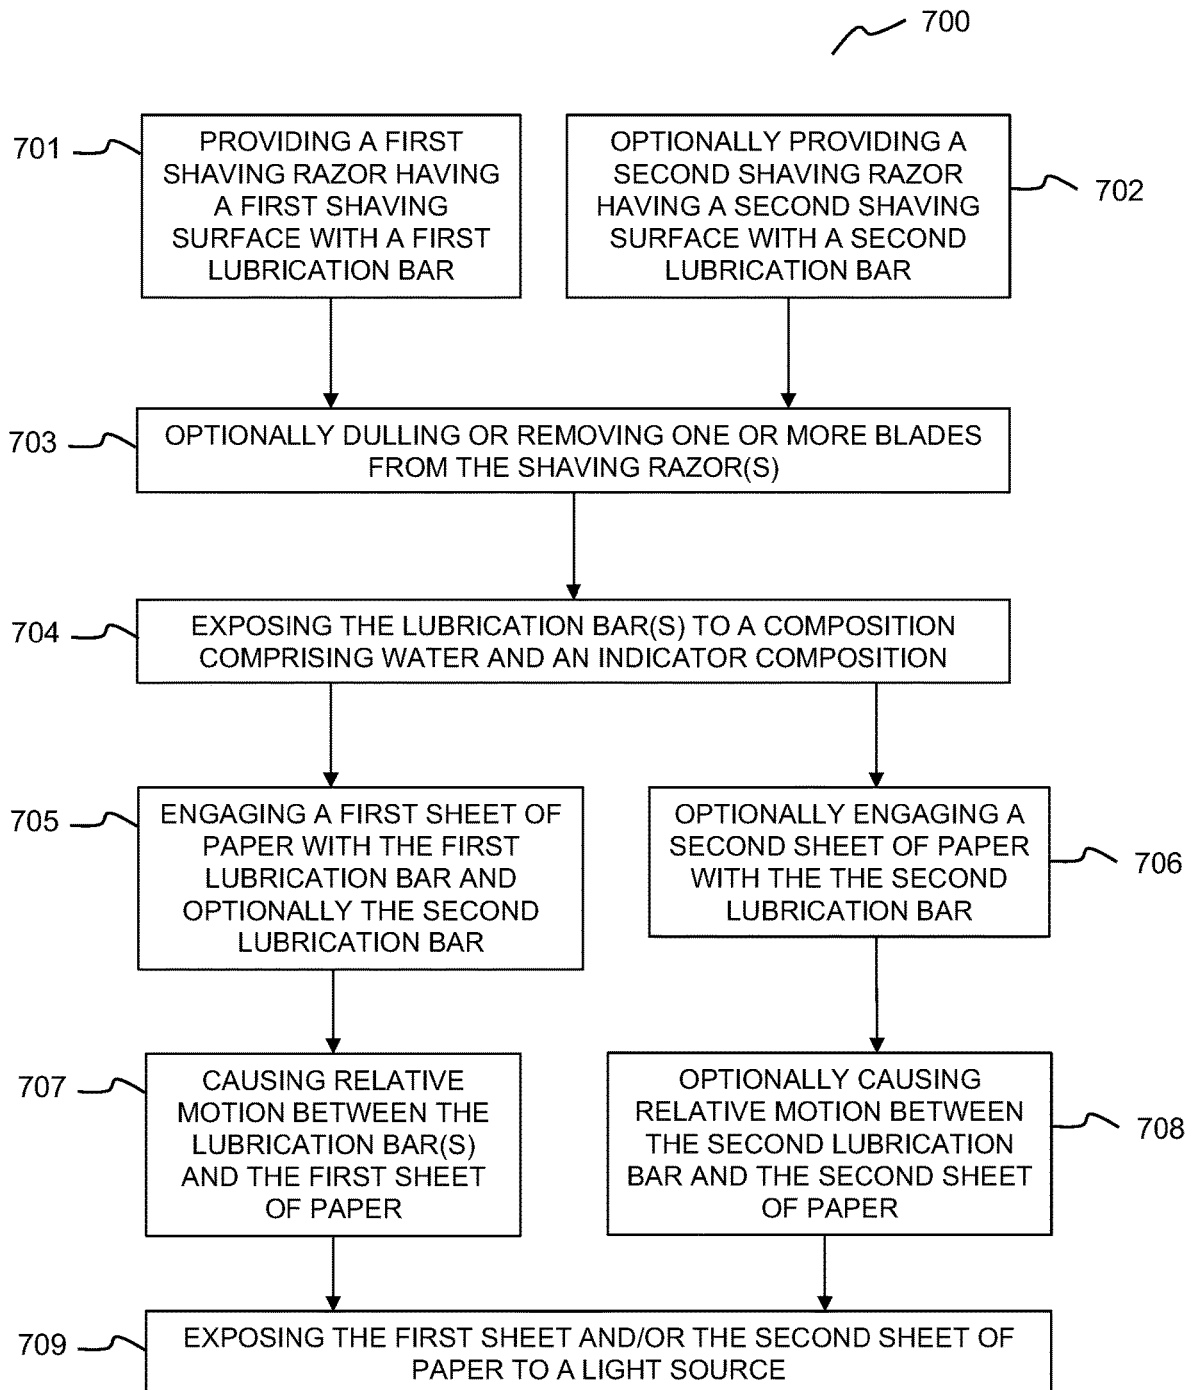 700
701
PROVIDING A FIRST
SHAVING RAZOR HAVING
A FIRST SHAVING
SURFACE WITH A FIRST
LUBRICATION BAR
OPTIONALLY PROVIDING A
SECOND SHAVING RAZOR
HAVING A SECOND SHAVING
SURFACE WITH A SECOND
LUBRICATION BAR
702
703
OPTIONALLY DULLING OR REMOVING ONE OR MORE BLADES
FROM THE SHAVING RAZOR(S)
704
EXPOSING THE LUBRICATION BAR(S) TO A COMPOSITION
COMPRISING WATER AND AN INDICATOR COMPOSITION
705
ENGAGING A FIRST SHEET OF
PAPER WITH THE FIRST
LUBRICATION BAR AND
OPTIONALLY THE SECOND
LUBRICATION BAR
OPTIONALLY ENGAGING A
SECOND SHEET OF PAPER
WITH THE THE SECOND
LUBRICATION BAR
706
707
CAUSING RELATIVE
MOTION BETWEEN THE
LUBRICATION BAR(S)
AND THE FIRST SHEET
OF PAPER
OPTIONALLY CAUSING
RELATIVE MOTION BETWEEN
THE SECOND LUBRICATION
BAR AND THE SECOND SHEET
OF PAPER
708
709
EXPOSING THE FIRST SHEET AND/OR THE SECOND SHEET OF
PAPER TO A LIGHT SOURCE